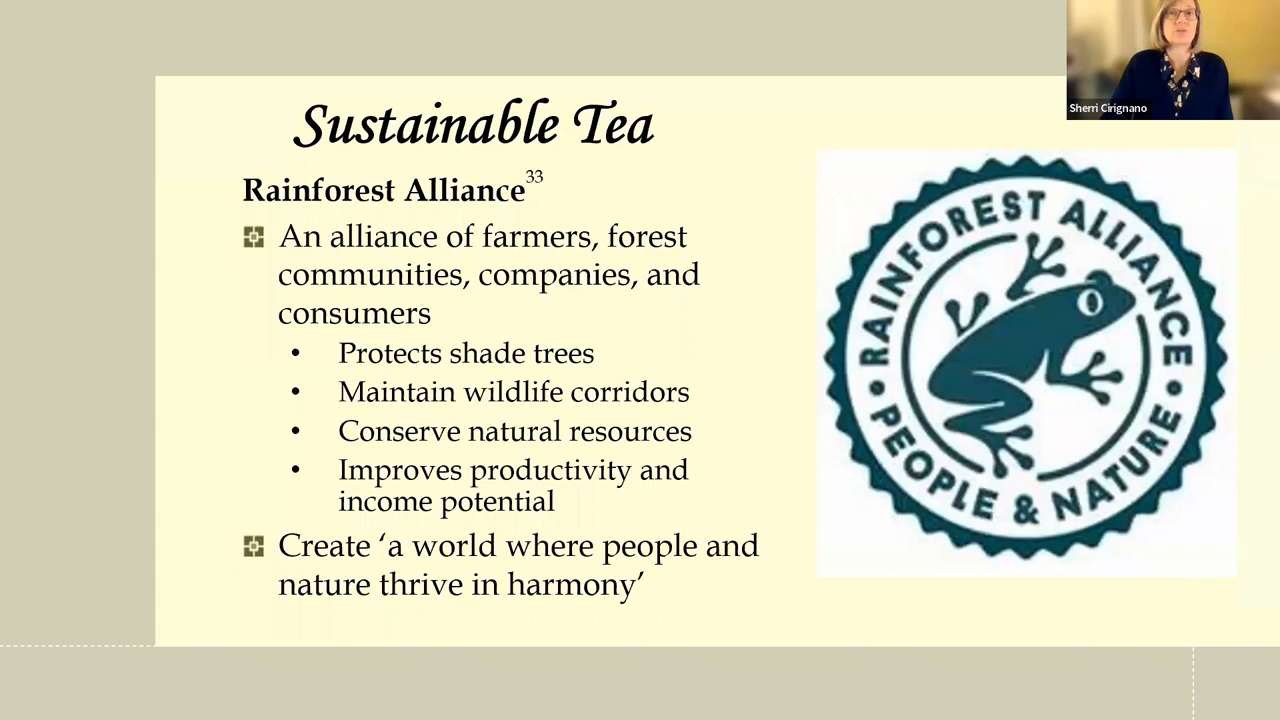 Sherri Cirignano
Sustainable Tea
Rainforest Alliance33
An alliance of farmers, forest
communities, companies, and
consumers
• Protects shade trees
• Maintain wildlife corridors
• Conserve natural resources
• Improves productivity and
income potential
Create ‘a world where people and
nature thrive in harmony’
RAINFOREST ALLIANCE
• PEOPLE & NATURE •